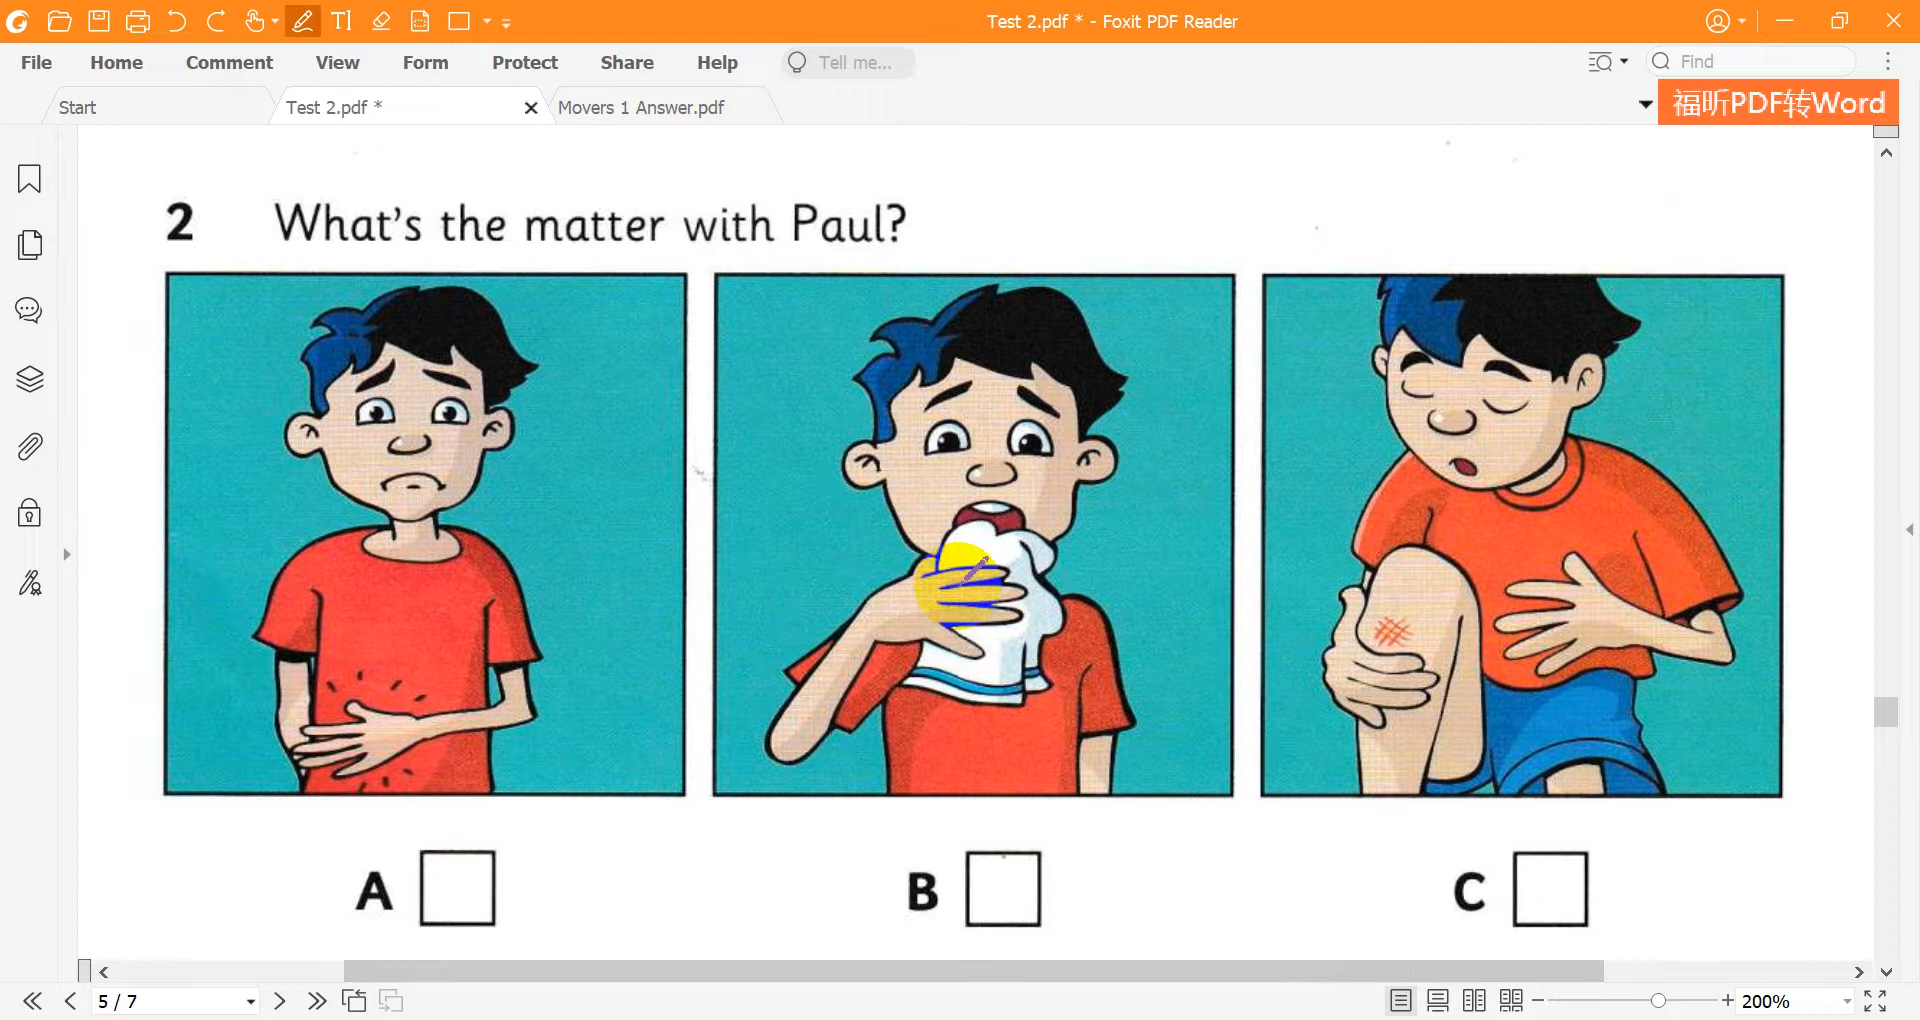 Test 2.pdf * - Foxit PDF Reader
File Home Comment View Form Protect Share Help Tell me... Find
Start Test 2.pdf * Movers 1 Answer.pdf 福昕PDF转Word
2 What's the matter with Paul?
A B C
5 / 7 200%